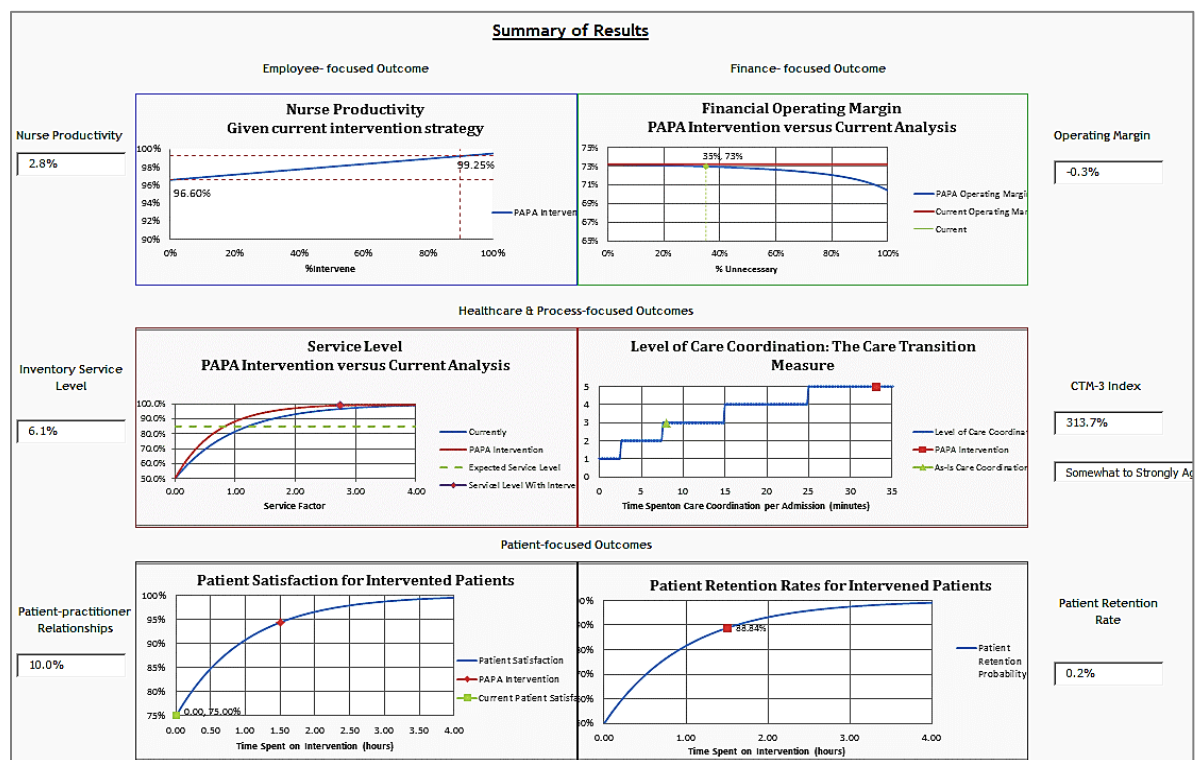 Summary of Results
Employee- focused Outcome
Finance- focused Outcome
Nurse Productivity
2.8%
Nurse Productivity
Given current intervention strategy
100%
98%
96%
94%
92%
90%
96.60%
99.25%
PAPA Interven
0%
20%
40%
60%
80%
100%
%Intervene
Financial Operating Margin
PAPA Intervention versus Current Analysis
75%
73%
71%
69%
67%
65%
35%, 73%
PAPA Operating Margi
Current Operating Mar
Current
0%
20%
40%
60%
80%
100%
% Unnecessary
Operating Margin
-0.3%
Healthcare & Process-focused Outcomes
Inventory Service
Level
6.1%
Service Level
PAPA Intervention versus Current Analysis
100.0%
90.0%
80.0%
70.0%
60.0%
50.0%
Currently
PAPA Intervention
Expected Service Level
Servicel Level With Interve
0.00
1.00
2.00
3.00
4.00
Service Factor
Level of Care Coordination: The Care Transition
Measure
5
4
3
2
1
0
Level of Care Coordinat
PAPA Intervention
As-Is Care Coordination
0
5
10
15
20
25
30
35
Time Spenton Care Coordination per Admission (minutes)
CTM-3 Index
313.7%
Somewhat to Strongly Ag
Patient-focused Outcomes
Patient-practitioner
Relationships
10.0%
Patient Satisfaction for Intervented Patients
100%
95%
90%
85%
80%
75%
0.00, 75.00%
Patient Satisfaction
PAPA Intervention
Current Patient Satisfa
0.00
0.50
1.00
1.50
2.00
2.50
3.00
3.50
4.00
Time Spent on Intervention (hours)
Patient Retention Rates for Intervened Patients
0%
80%
70%
60%
50%
88.84%
Patient
Retention
Probability
0.00
1.00
2.00
3.00
4.00
Time Spent on Intervention (hours)
Patient Retention
Rate
0.2%